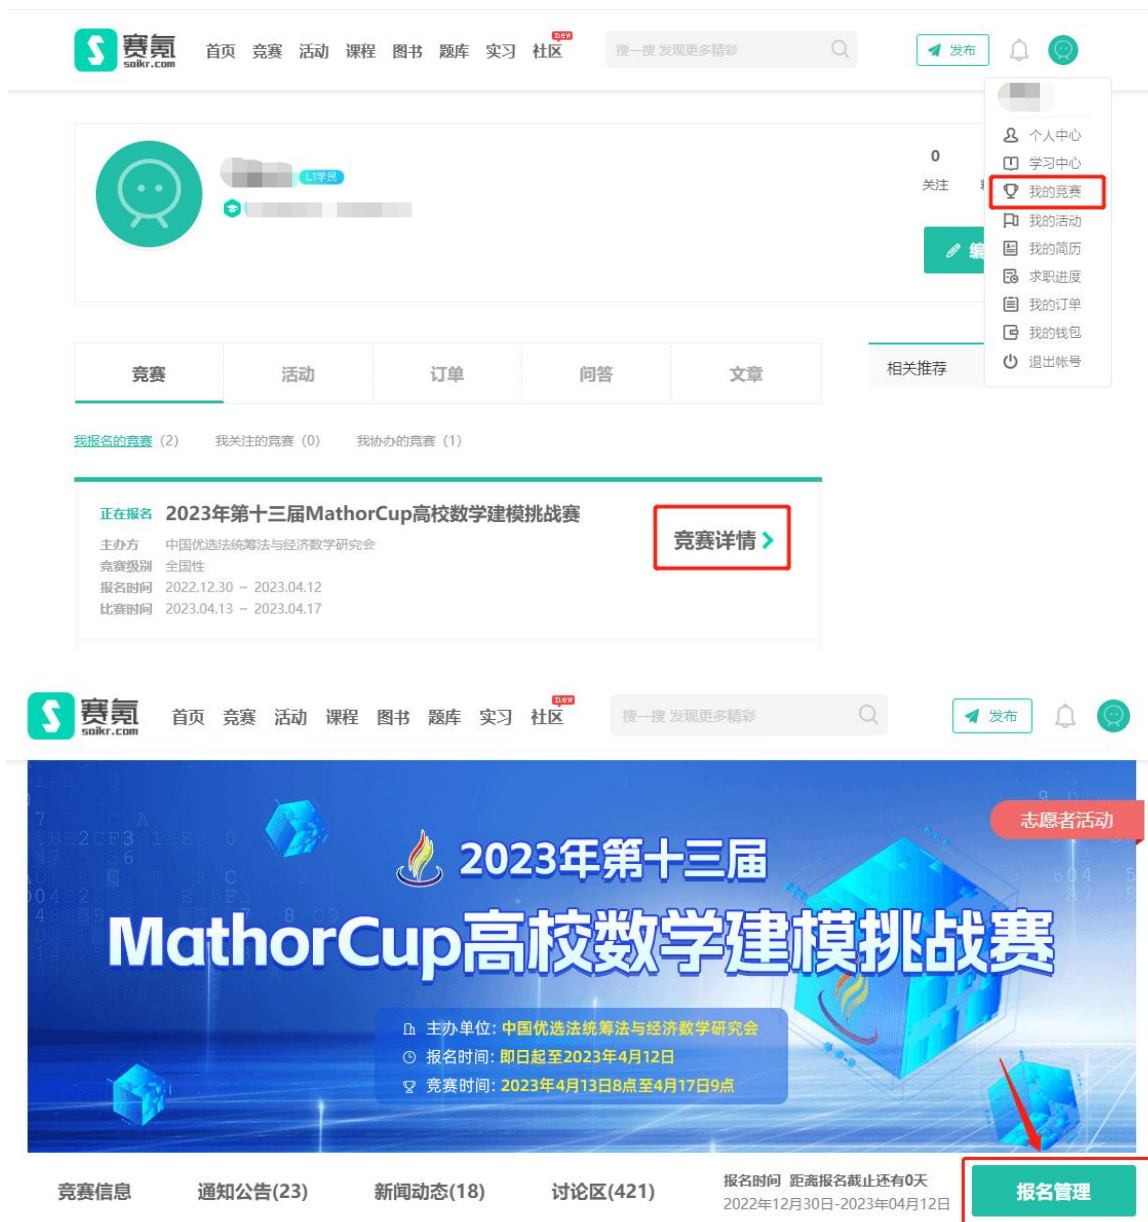 赛氪
saikr.com
首页 竞赛 活动 课程 图书 题库 实习 社区 new
搜一搜 发现更多精彩
发布
L1学民
0
关注
个人中心
学习中心
我的竞赛
我的活动
我的简历
求职进度
我的订单
我的钱包
退出帐号
竞赛 活动 订单 问答 文章
相关推荐
我报名的竞赛 (2) 我关注的竞赛 (0) 我协办的竞赛 (1)
正在报名 2023年第十三届MathorCup高校数学建模挑战赛
主办方 中国优选法统筹法与经济数学研究会
竞赛级别 全国性
报名时间 2022.12.30 ~ 2023.04.12
比赛时间 2023.04.13 ~ 2023.04.17
竞赛详情
赛氪
saikr.com
首页 竞赛 活动 课程 图书 题库 实习 社区 new
搜一搜 发现更多精彩
发布
志愿者活动
2023年第十三届
MathorCup高校数学建模挑战赛
主办单位: 中国优选法统筹法与经济数学研究会
报名时间: 即日起至2023年4月12日
竞赛时间: 2023年4月13日8点至4月17日9点
竞赛信息 通知公告(23) 新闻动态(18) 讨论区(421)
报名时间 距离报名截止还有0天
2022年12月30日-2023年04月12日
报名管理